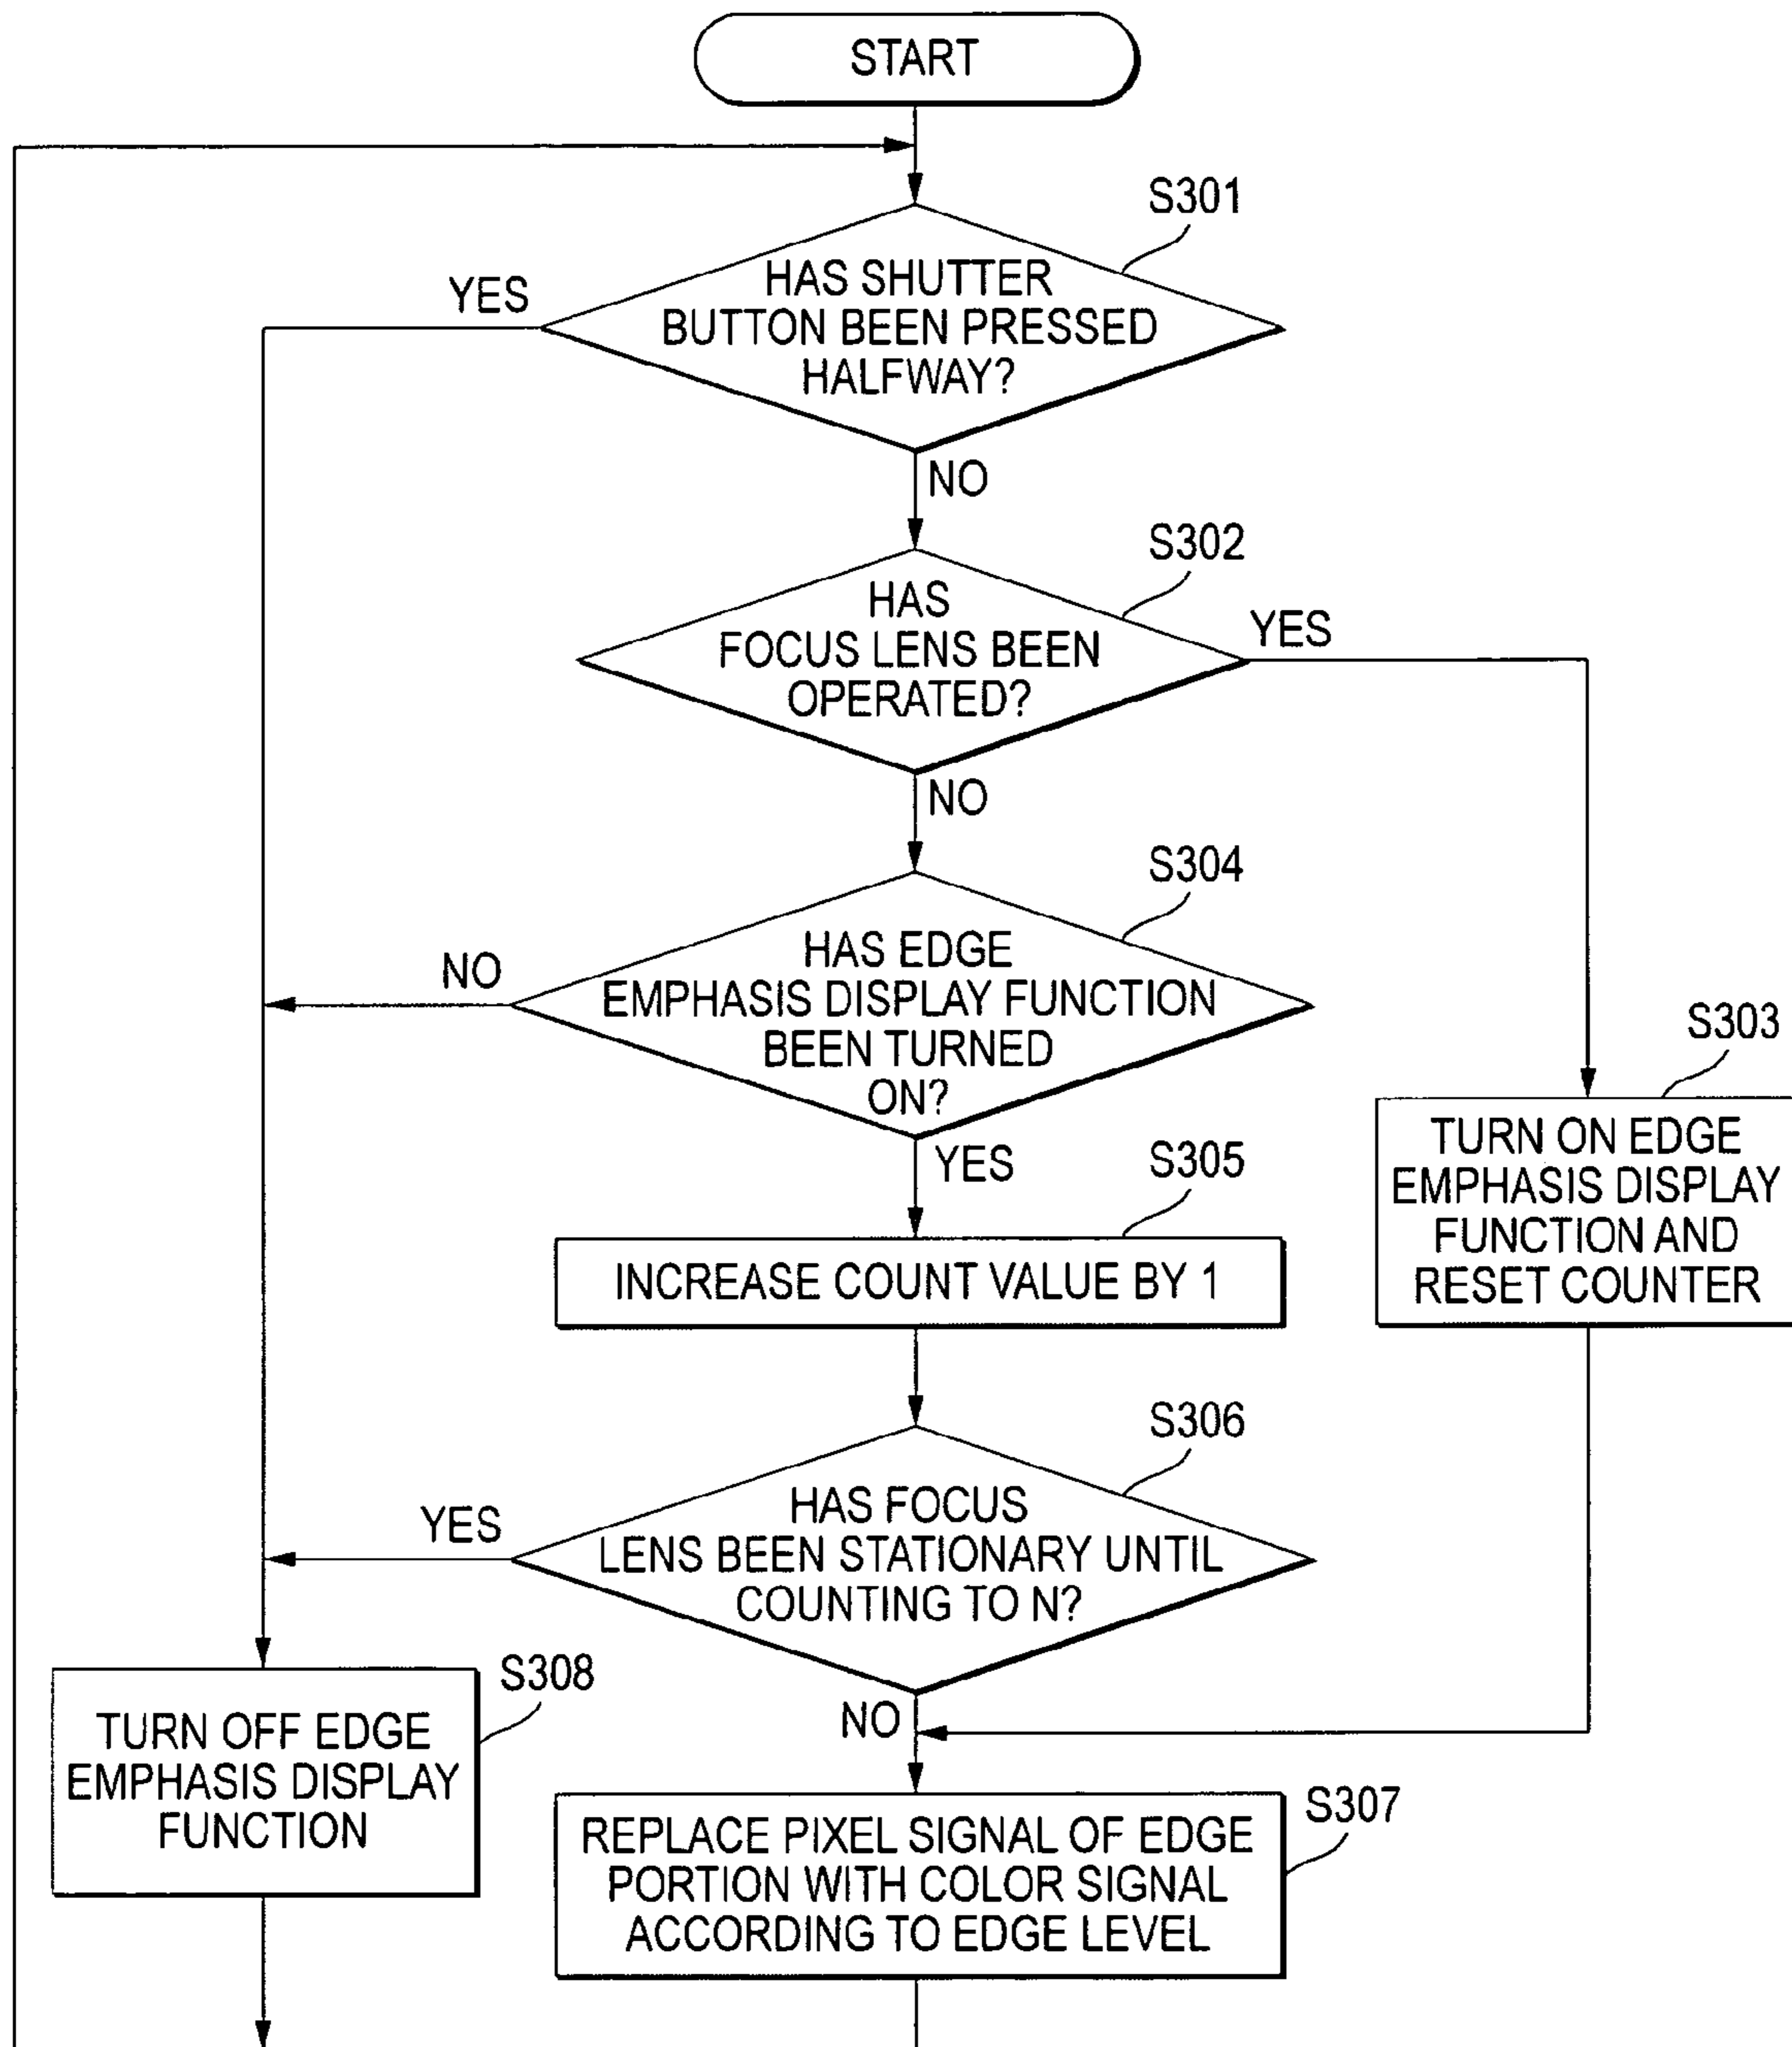 START
S301
HAS SHUTTER
BUTTON BEEN PRESSED
HALFWAY?
YES
NO
S302
HAS
FOCUS LENS BEEN
OPERATED?
YES
NO
S304
HAS EDGE
EMPHASIS DISPLAY FUNCTION
BEEN TURNED
ON?
NO
YES
S303
TURN ON EDGE
EMPHASIS DISPLAY
FUNCTION AND
RESET COUNTER
S305
INCREASE COUNT VALUE BY 1
S306
HAS FOCUS
LENS BEEN STATIONARY UNTIL
COUNTING TO N?
YES
NO
S308
TURN OFF EDGE
EMPHASIS DISPLAY
FUNCTION
S307
REPLACE PIXEL SIGNAL OF EDGE
PORTION WITH COLOR SIGNAL
ACCORDING TO EDGE LEVEL